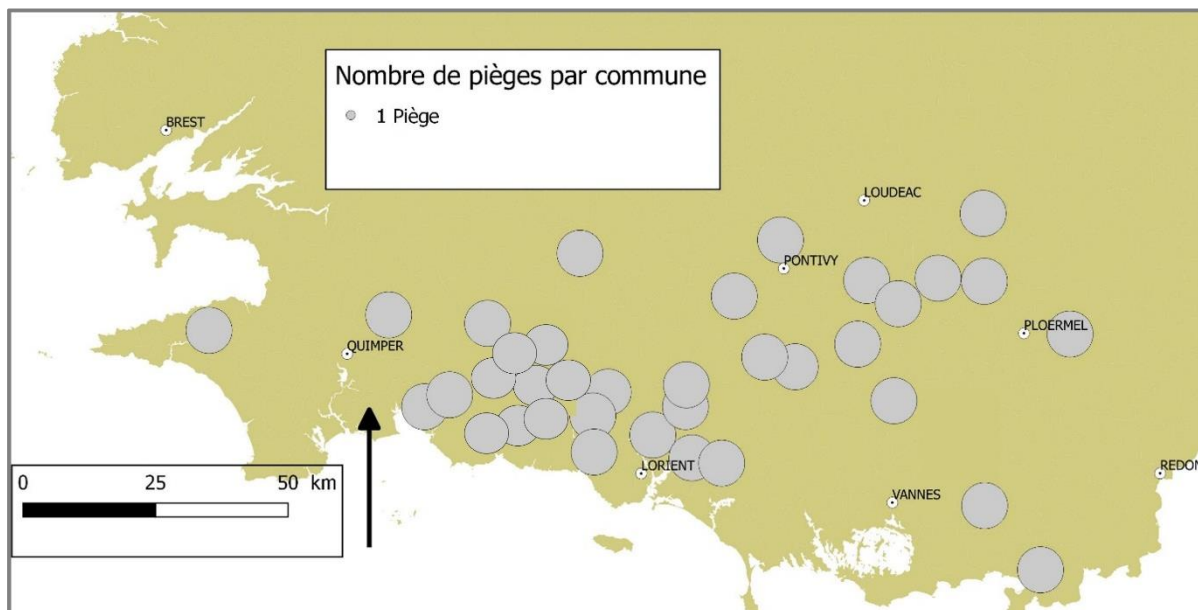 Nombre de pièges par commune
1 Piège
BREST
LOUDEAC
PONTIVY
PLOERMEL
QUIMPER
LORIENT
REDON
VANNES
0 25 50 km